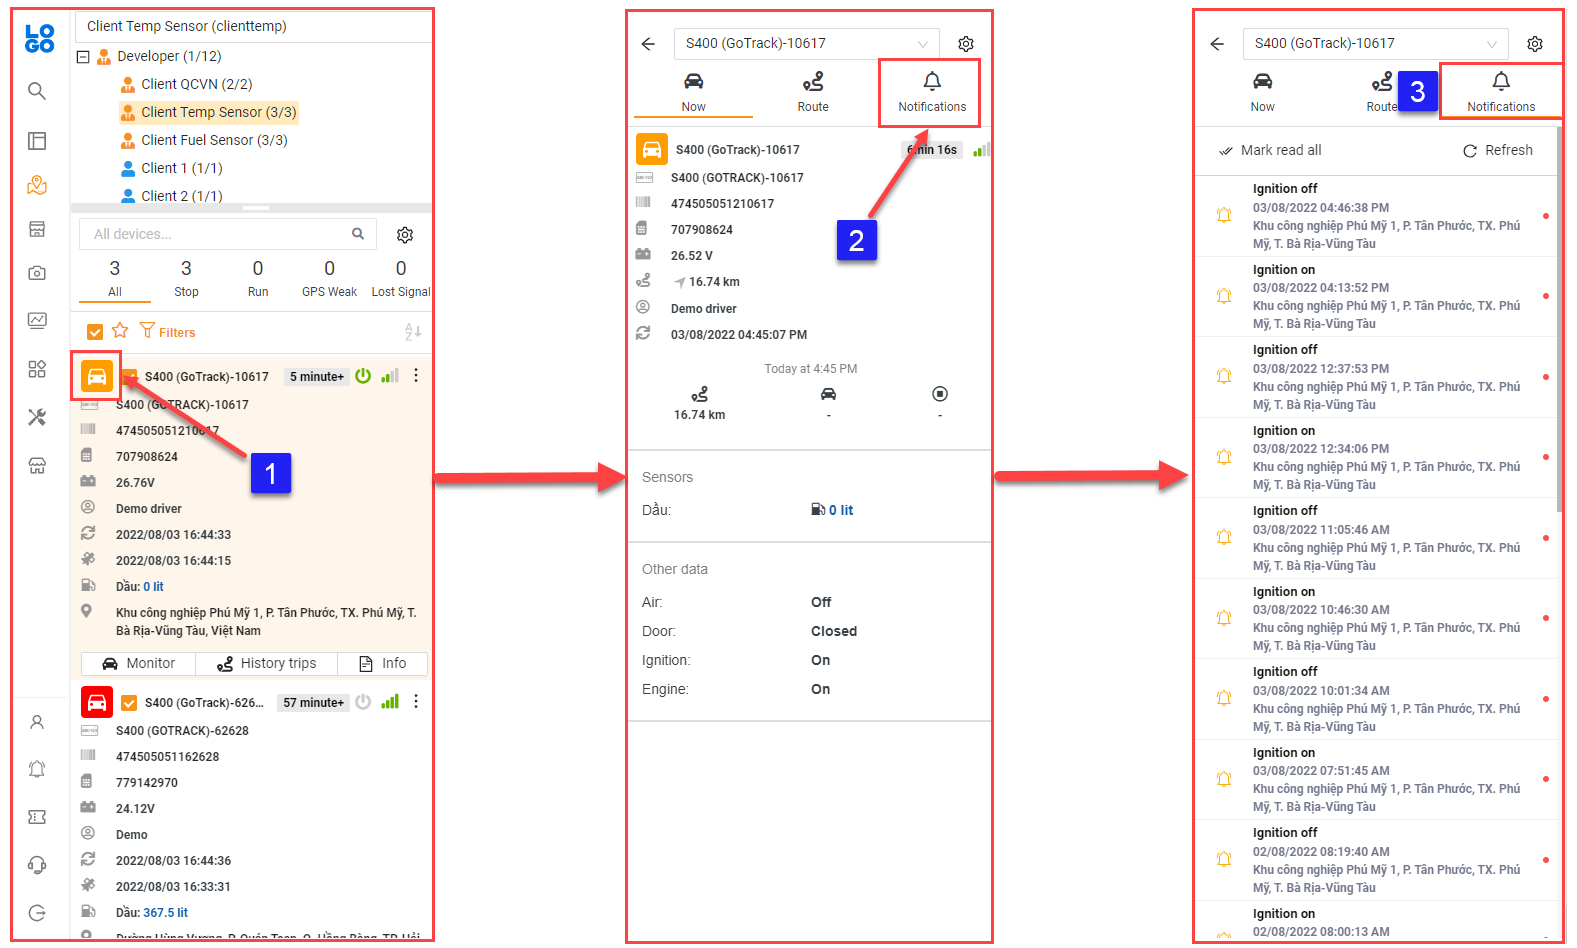 LO
GO
Client Temp Sensor (clienttemp)
Developer (1/12)
Client QCVN (2/2)
Client Temp Sensor (3/3)
Client Fuel Sensor (3/3)
Client 1 (1/1)
Client 2 (1/1)
All devices...
3
3
0
0
0
All
Stop
Run
GPS Weak
Lost Signal
Filters
S400 (GoTrack)-10617
5 minute+
S400 (GOTRACK)-10617
474505051210617
707908624
26.76V
Demo driver
2022/08/03 16:44:33
2022/08/03 16:44:15
Dầu: 0 lit
Khu công nghiệp Phú Mỹ 1, P. Tân Phước, TX. Phú Mỹ, T.
Bà Rịa-Vũng Tàu, Việt Nam
Monitor
History trips
Info
1
S400 (GoTrack)-626...
57 minute+
S400 (GOTRACK)-62628
474505051162628
779142970
24.12V
Demo
2022/08/03 16:44:36
2022/08/03 16:33:31
Dầu: 367.5 lit
S400 (GoTrack)-10617
Now
Route
Notifications
S400 (GoTrack)-10617
6min 16s
S400 (GOTRACK)-10617
474505051210617
707908624
2
26.52 V
16.74 km
Demo driver
03/08/2022 04:45:07 PM
Today at 4:45 PM
16.74 km
-
-
Sensors
Dầu:
0 lit
Other data
Air:
Off
Door:
Closed
Ignition:
On
Engine:
On
S400 (GoTrack)-10617
Now
Route
3
Notifications
Mark read all
Refresh
Ignition off
03/08/2022 04:46:38 PM
Khu công nghiệp Phú Mỹ 1, P. Tân Phước, TX. Phú
Mỹ, T. Bà Rịa-Vũng Tàu
Ignition on
03/08/2022 04:13:52 PM
Khu công nghiệp Phú Mỹ 1, P. Tân Phước, TX. Phú
Mỹ, T. Bà Rịa-Vũng Tàu
Ignition off
03/08/2022 12:37:53 PM
Khu công nghiệp Phú Mỹ 1, P. Tân Phước, TX. Phú
Mỹ, T. Bà Rịa-Vũng Tàu
Ignition on
03/08/2022 12:34:06 PM
Khu công nghiệp Phú Mỹ 1, P. Tân Phước, TX. Phú
Mỹ, T. Bà Rịa-Vũng Tàu
Ignition off
03/08/2022 11:05:46 AM
Khu công nghiệp Phú Mỹ 1, P. Tân Phước, TX. Phú
Mỹ, T. Bà Rịa-Vũng Tàu
Ignition on
03/08/2022 10:46:30 AM
Khu công nghiệp Phú Mỹ 1, P. Tân Phước, TX. Phú
Mỹ, T. Bà Rịa-Vũng Tàu
Ignition off
03/08/2022 10:01:34 AM
Khu công nghiệp Phú Mỹ 1, P. Tân Phước, TX. Phú
Mỹ, T. Bà Rịa-Vũng Tàu
Ignition on
03/08/2022 07:51:45 AM
Khu công nghiệp Phú Mỹ 1, P. Tân Phước, TX. Phú
Mỹ, T. Bà Rịa-Vũng Tàu
Ignition off
02/08/2022 08:19:40 AM
Khu công nghiệp Phú Mỹ 1, P. Tân Phước, TX. Phú
Mỹ, T. Bà Rịa-Vũng Tàu
Ignition on
02/08/2022 08:00:13 AM